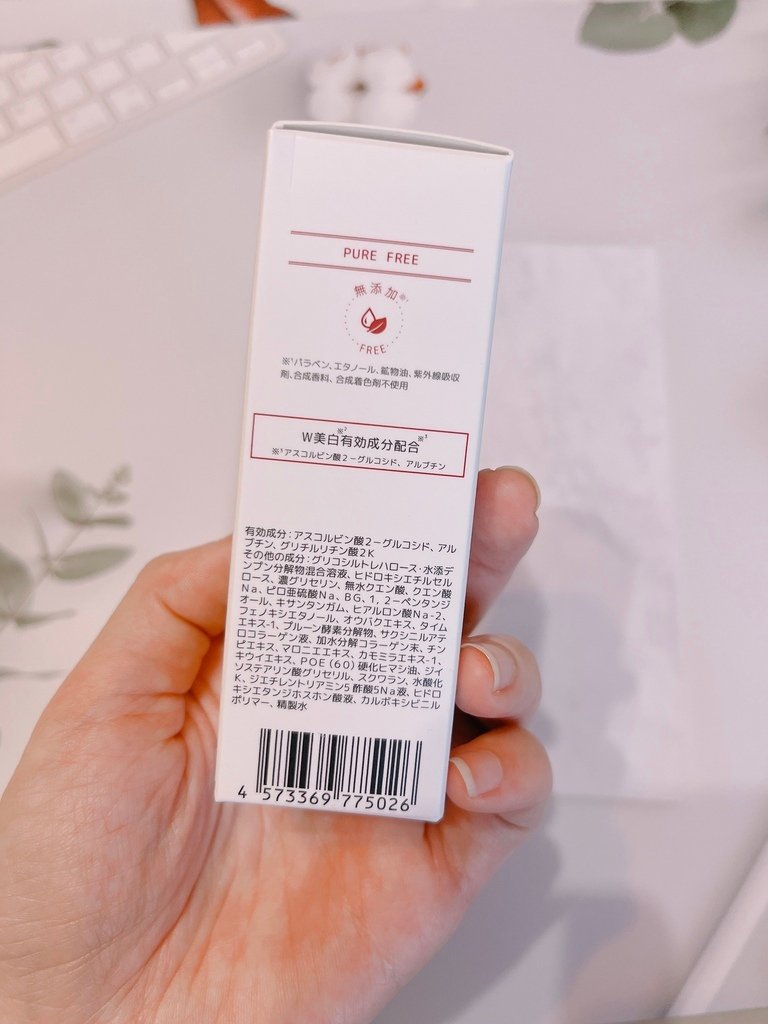 PURE FREE
無添加※¹
FREE
※¹パラベン、エタノール、鉱物油、紫外線吸収
剤、合成香料、合成着色剤不使用
W美白※²有効成分配合※³
※³アスコルビン酸２－グルコシド、アルブチン
有効成分：アスコルビン酸２－グルコシド、アル
ブチン、グリチルリチン酸２Ｋ
その他の成分：グリコシルトレハロース・水添デ
ンプン分解物混合溶液、ヒドロキシエチルセル
ロース、濃グリセリン、無水クエン酸、クエン酸
Ｎａ、ピロ亜硫酸Ｎａ、ＢＧ、１，２－ペンタンジ
オール、キサンタンガム、ヒアルロン酸Ｎａ-２、
フェノキシエタノール、オウバクエキス、タイム
エキス-１、プルーン酵素分解物、サクシニルアテ
ロコラーゲン液、加水分解コラーゲン末、チン
ピエキス、マロニエエキス、カモミラエキス-１、
キウイエキス、ＰＯＥ（60）硬化ヒマシ油、ジイ
ソステアリン酸グリセリル、スクワラン、水酸化
Ｋ、ジエチレントリアミン５酢酸５Ｎａ液、ヒドロ
キシエタンジホスホン酸液、カルボキシビニル
ポリマー、精製水
4 573369 775026